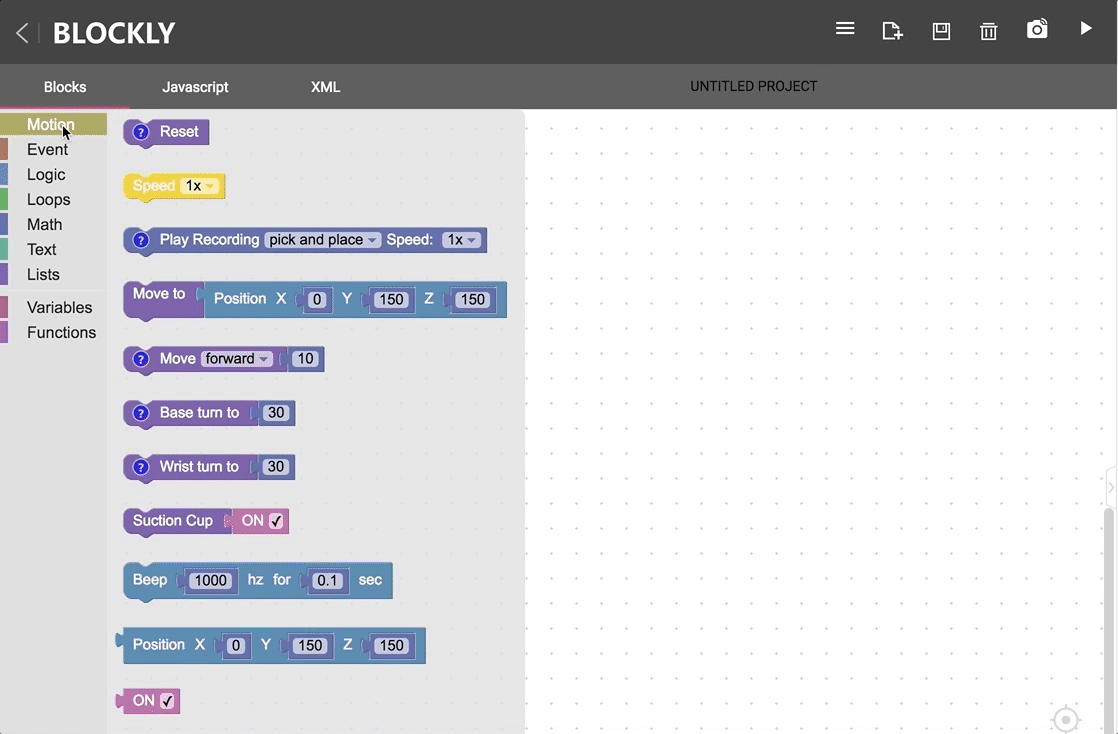 BLOCKLY
Blocks Javascript XML UNTITLED PROJECT
Motion
Event
Logic
Loops
Math
Text
Lists
Variables
Functions
? Reset
Speed 1x
? Play Recording pick and place Speed: 1x
Move to Position X 0 Y 150 Z 150
? Move forward 10
? Base turn to 30
? Wrist turn to 30
Suction Cup ON
Beep 1000 hz for 0.1 sec
Position X 0 Y 150 Z 150
ON